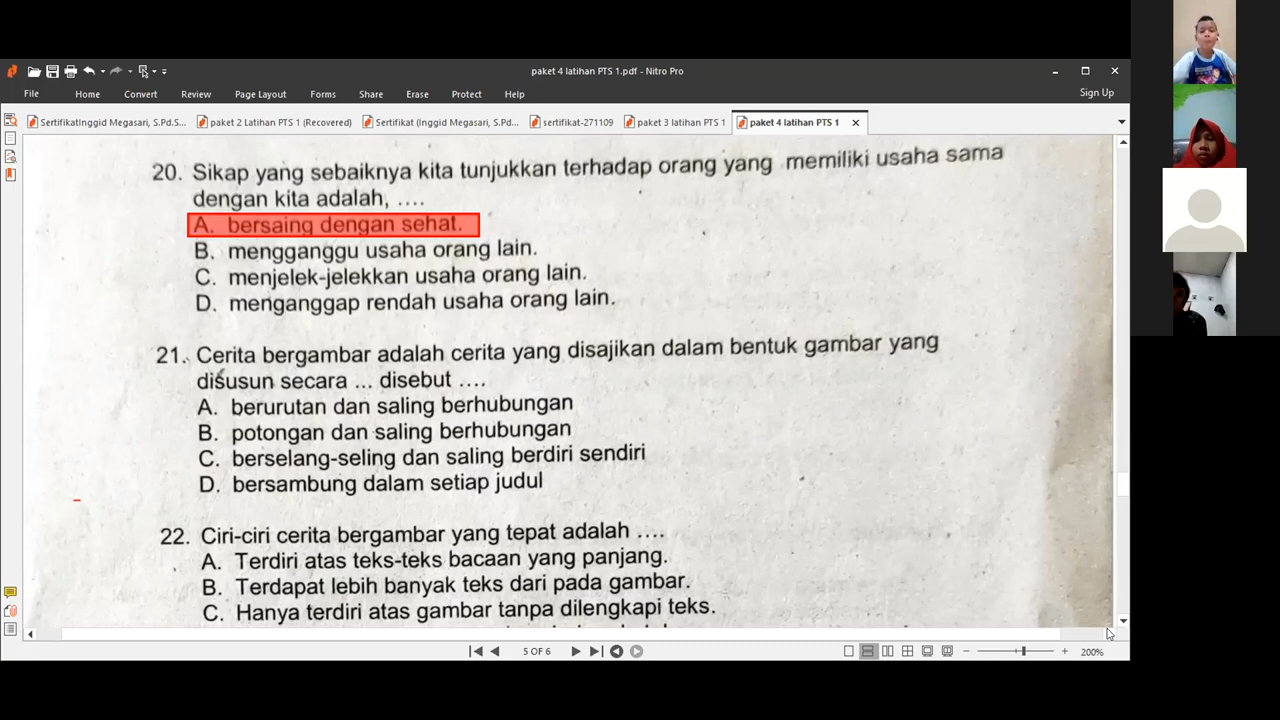 paket 4 latihan PTS 1.pdf - Nitro Pro
File
Home
Convert
Review
Page Layout
Forms
Share
Erase
Protect
Help
Sign Up
SertifikatInggid Megasari, S.Pd.S...
paket 2 Latihan PTS 1 (Recovered)
Sertifikat (Inggid Megasari, S.Pd...
sertifikat-271109
paket 3 latihan PTS 1
paket 4 latihan PTS 1
20. Sikap yang sebaiknya kita tunjukkan terhadap orang yang memiliki usaha sama
dengan kita adalah, ....
A. bersaing dengan sehat.
B. mengganggu usaha orang lain.
C. menjelek-jelekkan usaha orang lain.
D. menganggap rendah usaha orang lain.
21. Cerita bergambar adalah cerita yang disajikan dalam bentuk gambar yang
disusun secara ... disebut ....
A. berurutan dan saling berhubungan
B. potongan dan saling berhubungan
C. berselang-seling dan saling berdiri sendiri
D. bersambung dalam setiap judul
22. Ciri-ciri cerita bergambar yang tepat adalah ....
A. Terdiri atas teks-teks bacaan yang panjang.
B. Terdapat lebih banyak teks dari pada gambar.
C. Hanya terdiri atas gambar tanpa dilengkapi teks.
5 OF 6
200%